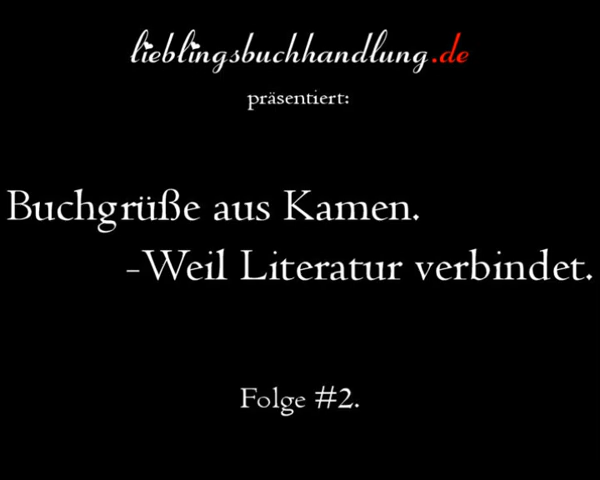 lieblingsbuchhandlung.de
präsentiert:
Buchgrüße aus Kamen.
-Weil Literatur verbindet.
Folge #2.